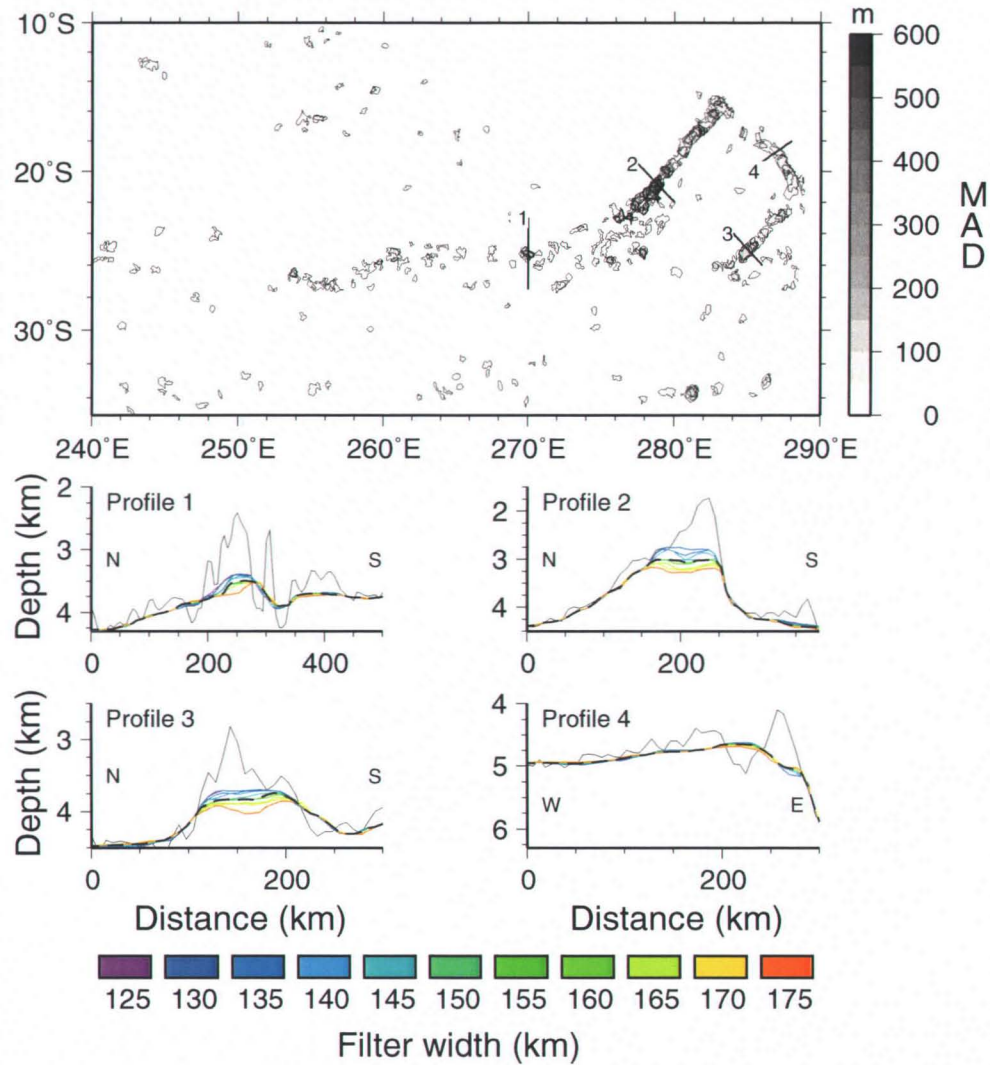 m
10°S
20°S
30°S
240°E 250°E 260°E 270°E 280°E 290°E
1
2
3
4
600
500
400
300
200
100
0
M
A
D
Profile 1
N S
Depth (km)
2
3
4
0 200 400
Profile 2
N S
2
3
4
0 200
Profile 3
N S
Depth (km)
3
4
0 200
Distance (km)
Profile 4
W E
4
5
6
0 200
Distance (km)
125 130 135 140 145 150 155 160 165 170 175
Filter width (km)